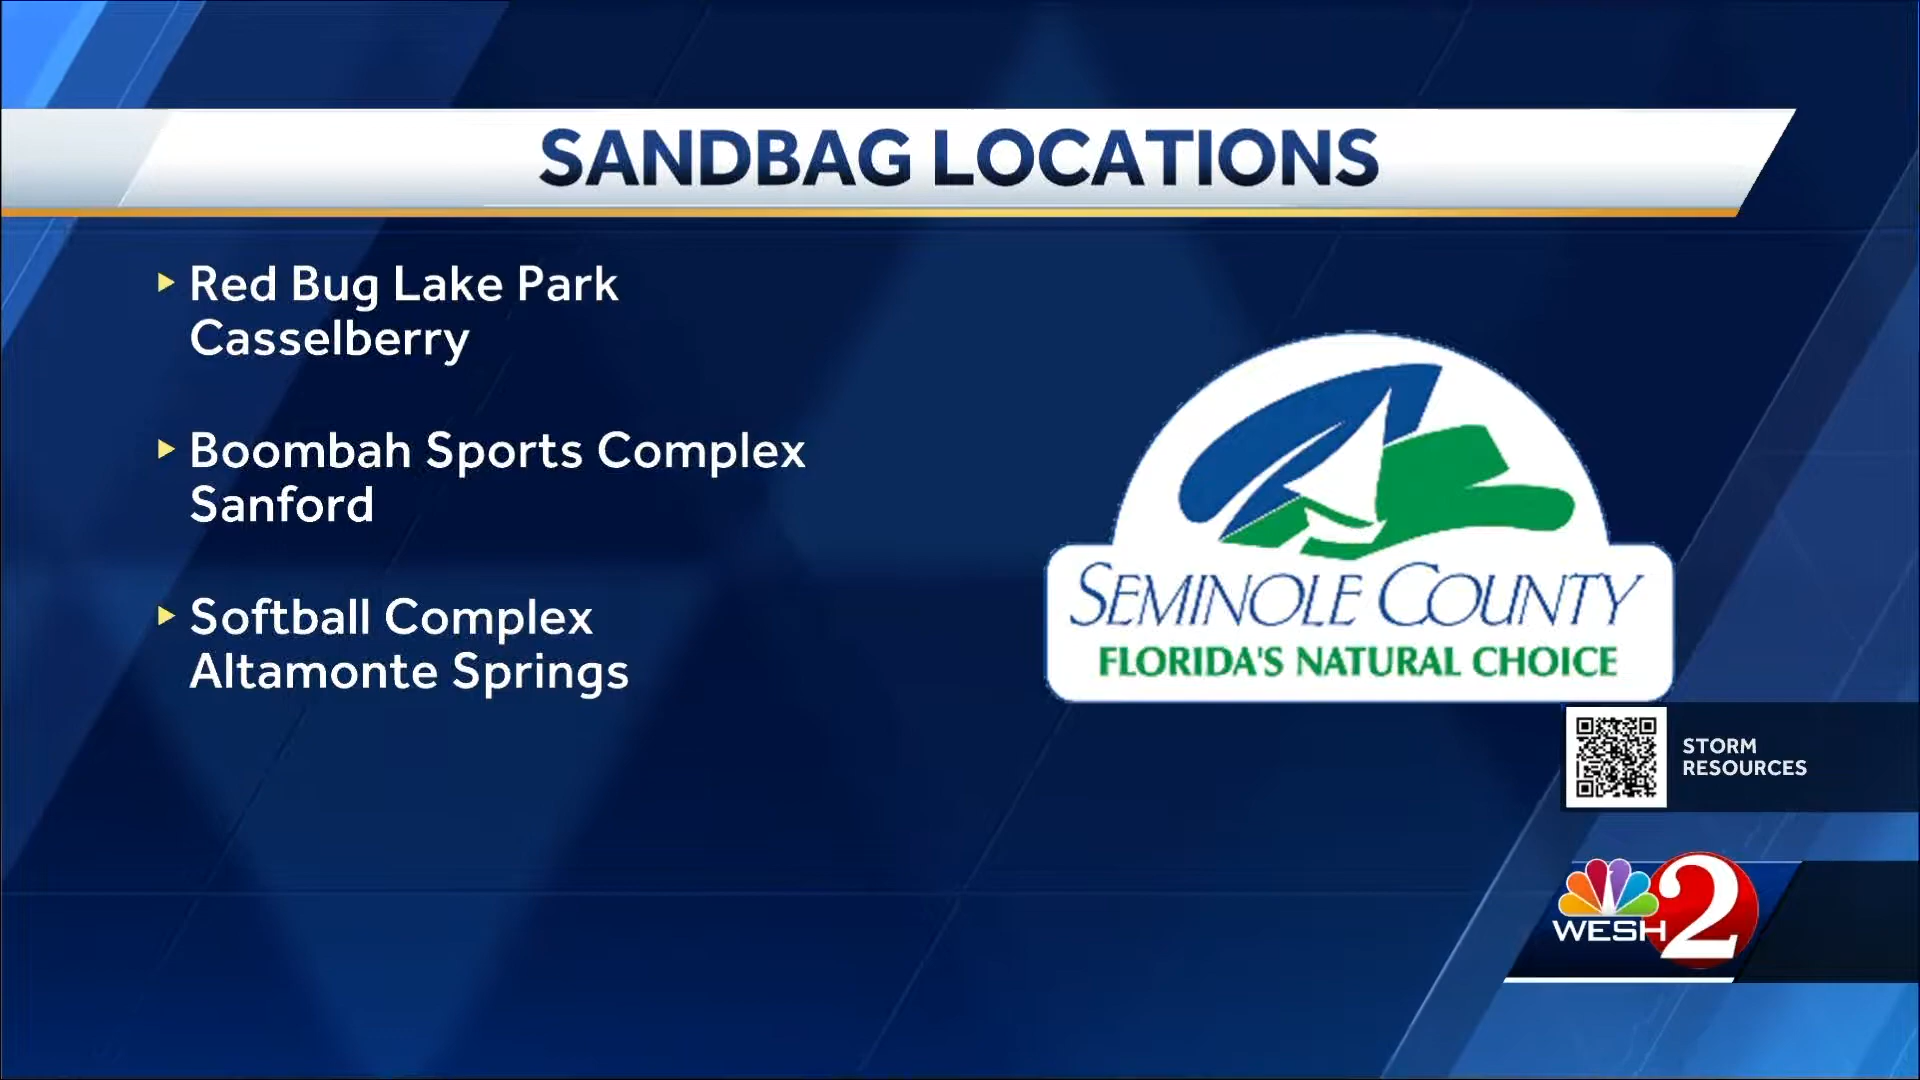 SANDBAG LOCATIONS
Red Bug Lake Park
Casselberry
Boombah Sports Complex
Sanford
Softball Complex
Altamonte Springs
SEMINOLE COUNTY
FLORIDA'S NATURAL CHOICE
STORM
RESOURCES
WESH 2